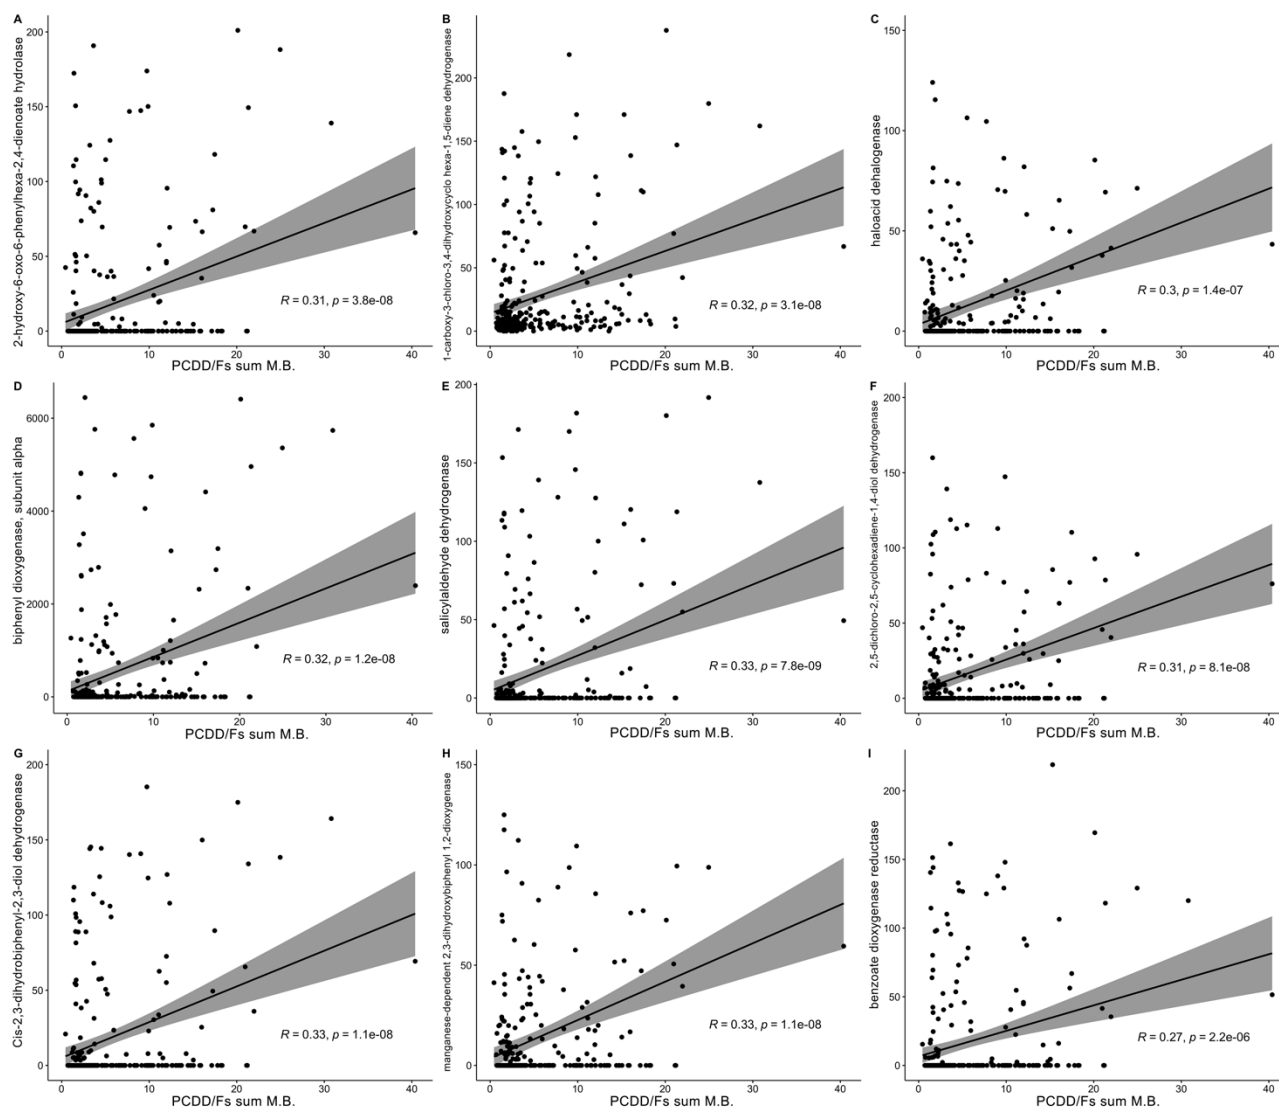 A
2-hydroxy-6-oxo-6-phenylhexa-2,4-dienoate hydrolase
200
150
100
50
0
0 10 20 30 40
PCDD/Fs sum M.B.
R = 0.31, p = 3.8e-08
B
1-carboxy-3-chloro-3,4-dihydroxycyclo hexa-1,5-diene dehydrogenase
200
150
100
50
0
0 10 20 30 40
PCDD/Fs sum M.B.
R = 0.32, p = 3.1e-08
C
haloacid dehalogenase
150
100
50
0
0 10 20 30 40
PCDD/Fs sum M.B.
R = 0.3, p = 1.4e-07
D
biphenyl dioxygenase, subunit alpha
6000
4000
2000
0
0 10 20 30 40
PCDD/Fs sum M.B.
R = 0.32, p = 1.2e-08
E
salicylaldehyde dehydrogenase
200
150
100
50
0
0 10 20 30 40
PCDD/Fs sum M.B.
R = 0.33, p = 7.8e-09
F
2,5-dichloro-2,5-cyclohexadiene-1,4-diol dehydrogenase
200
150
100
50
0
0 10 20 30 40
PCDD/Fs sum M.B.
R = 0.31, p = 8.1e-08
G
Cis-2,3-dihydrobiphenyl-2,3-diol dehydrogenase
200
150
100
50
0
0 10 20 30 40
PCDD/Fs sum M.B.
R = 0.33, p = 1.1e-08
H
manganese-dependent 2,3-dihydroxybiphenyl 1,2-dioxygenase
150
100
50
0
0 10 20 30 40
PCDD/Fs sum M.B.
R = 0.33, p = 1.1e-08
I
benzoate dioxygenase reductase
200
150
100
50
0
0 10 20 30 40
PCDD/Fs sum M.B.
R = 0.27, p = 2.2e-06